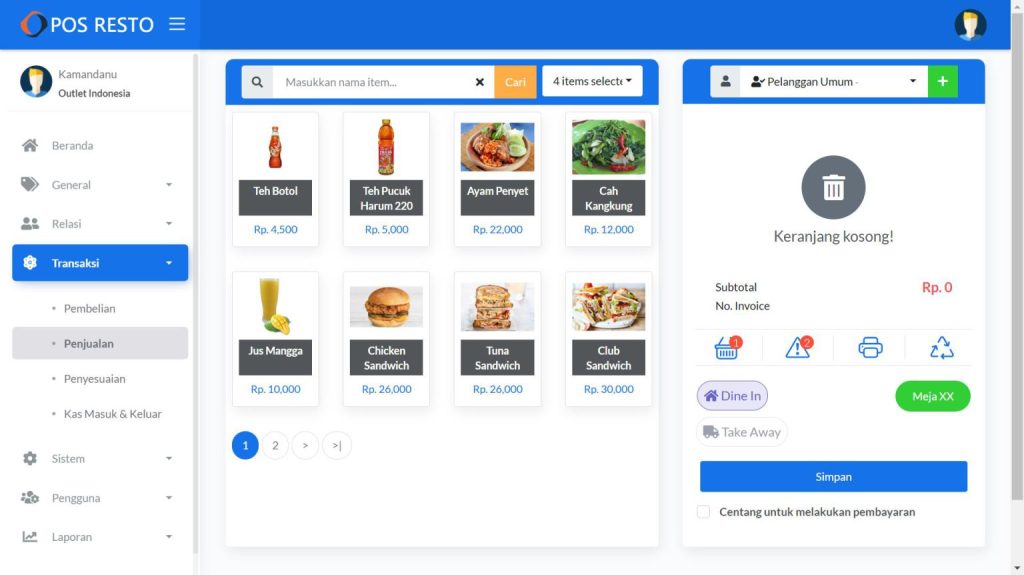 POS RESTO
Kamandanu
Outlet Indonesia
Beranda
General
Relasi
Transaksi
Pembelian
Penjualan
Penyesuaian
Kas Masuk & Keluar
Sistem
Pengguna
Laporan
Masukkan nama item...
Cari
4 items selecte
Teh Botol
Rp. 4,500
Teh Pucuk
Harum 220
Rp. 5,000
Ayam Penyet
Rp. 22,000
Cah
Kangkung
Rp. 12,000
Jus Mangga
Rp. 10,000
Chicken
Sandwich
Rp. 26,000
Tuna
Sandwich
Rp. 26,000
Club
Sandwich
Rp. 30,000
1 2 > >|
Pelanggan Umum -
+
Keranjang kosong!
Subtotal Rp. 0
No. Invoice
1 2
Dine In
Meja XX
Take Away
Simpan
Centang untuk melakukan pembayaran